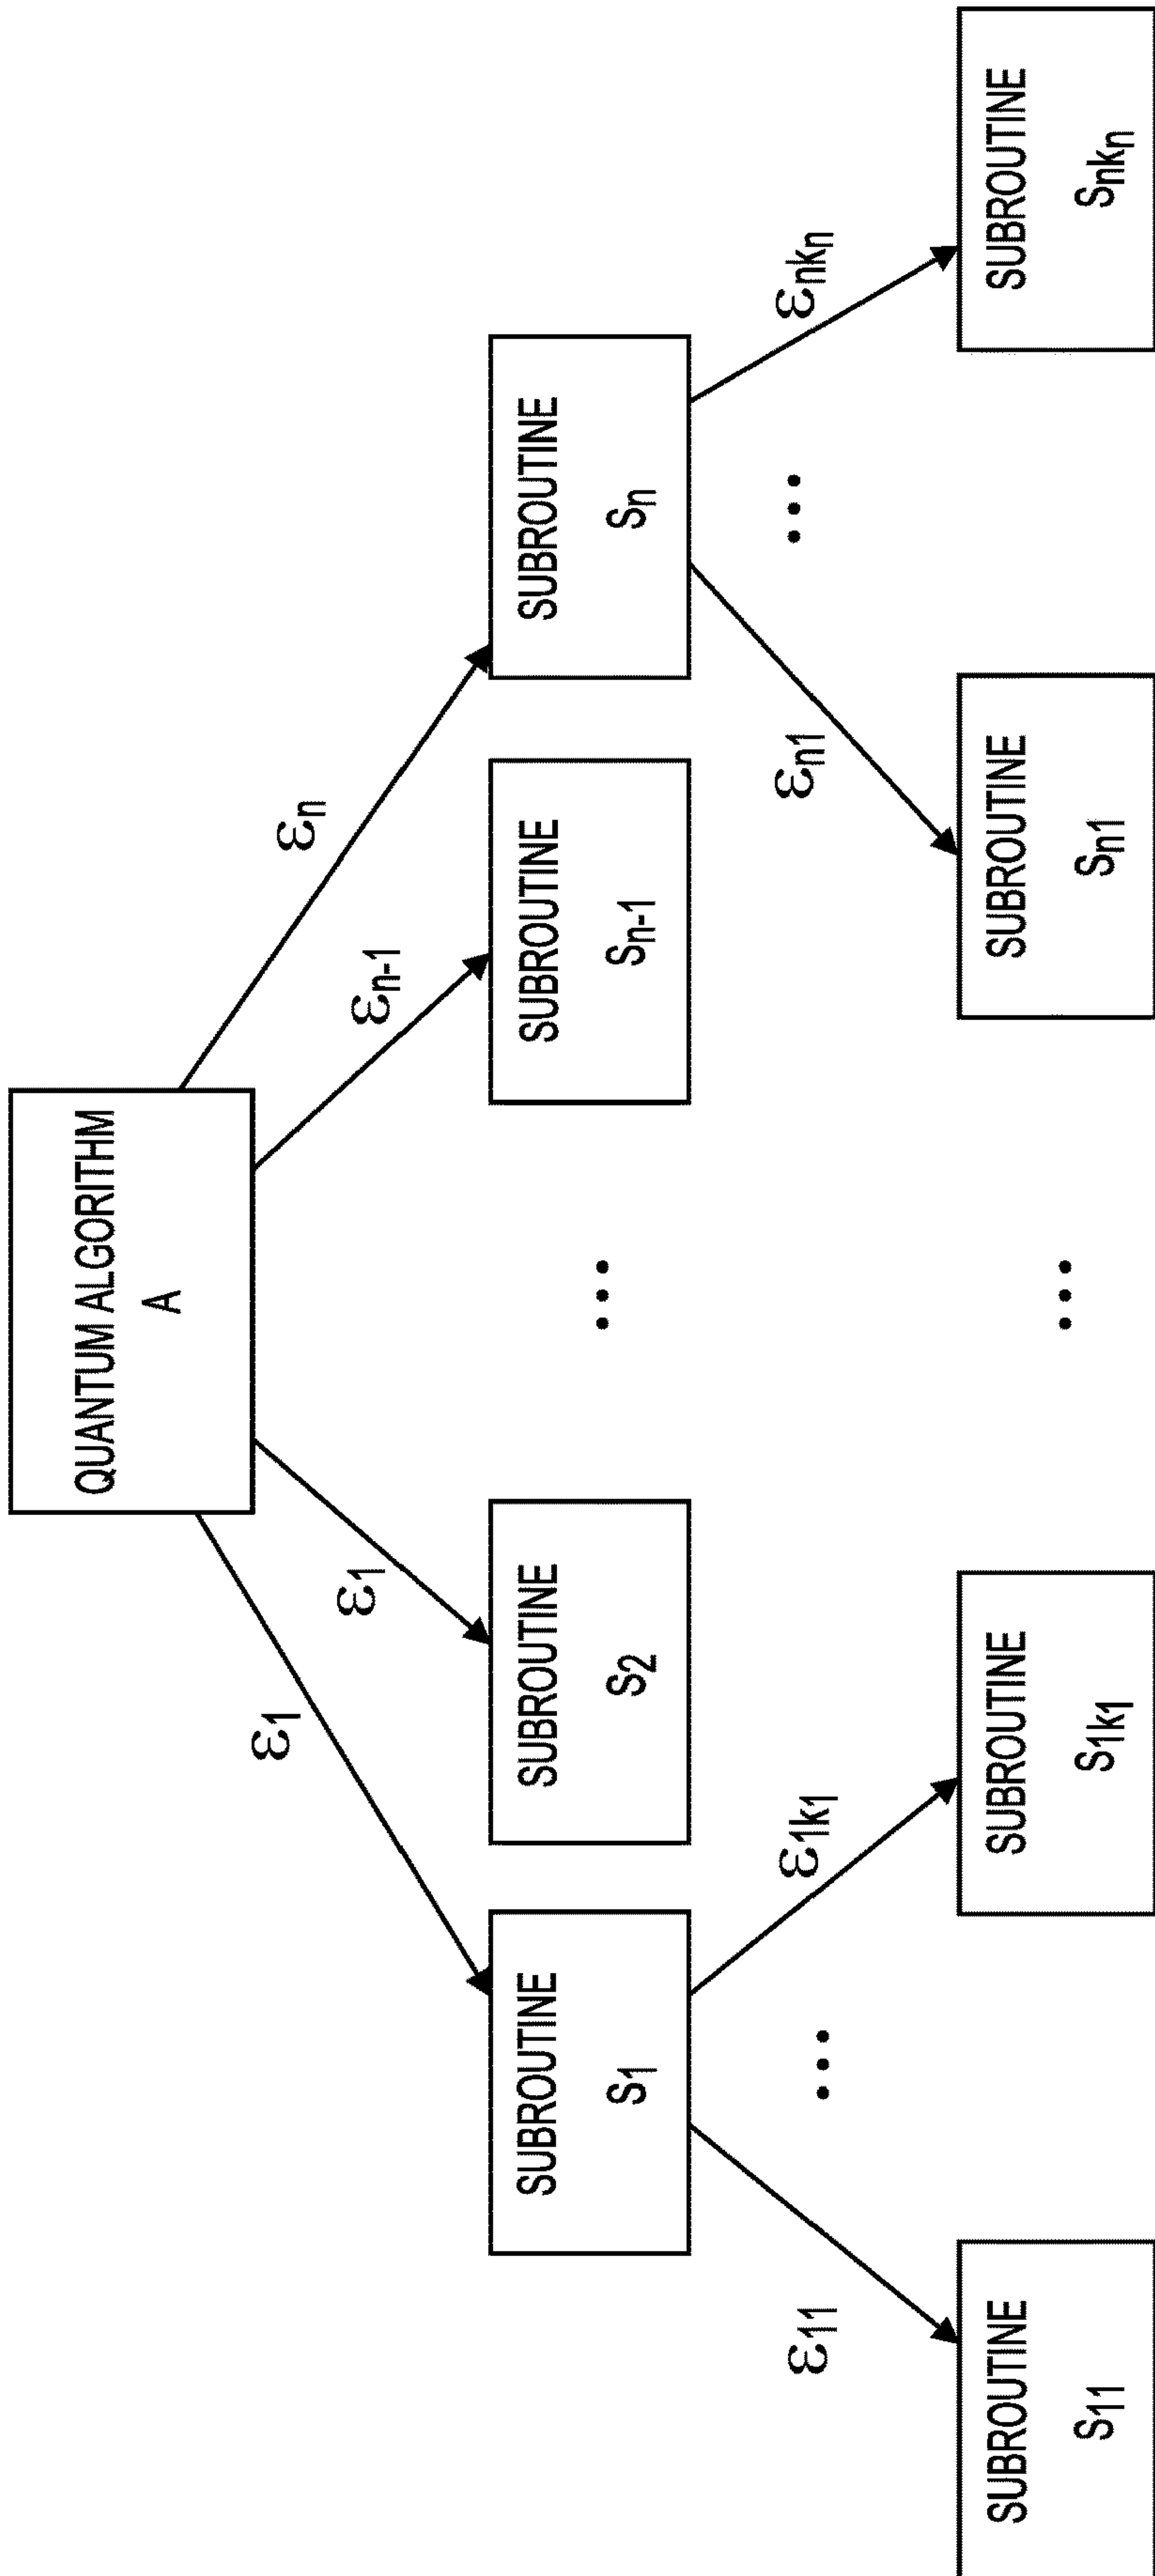 QUANTUM ALGORITHM
A
ε1
ε1
εn-1
εn
SUBROUTINE
S1
SUBROUTINE
S2
...
SUBROUTINE
Sn-1
SUBROUTINE
Sn
ε11
...
ε1k1
εn1
...
εnkn
SUBROUTINE
S11
SUBROUTINE
S1k1
...
SUBROUTINE
Sn1
SUBROUTINE
Snkn